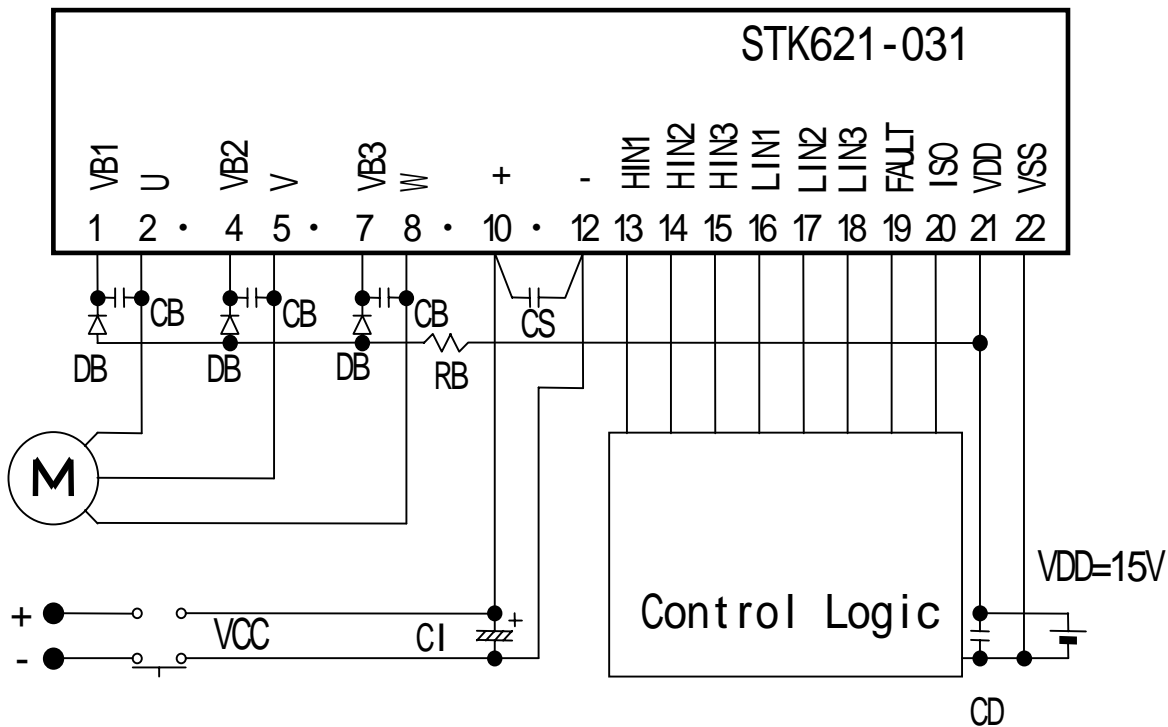 STK621-031
VB1 U VB2 V VB3 W + - HIN1 HIN2 HIN3 LIN1 LIN2 LIN3 FAULT ISO VDD VSS
1 2 · 4 5 · 7 8 · 10 · 12 13 14 15 16 17 18 19 20 21 22
CB CB CB CS
DB DB DB RB
M
VDD=15V
+ VCC CI + Control Logic
-
CD